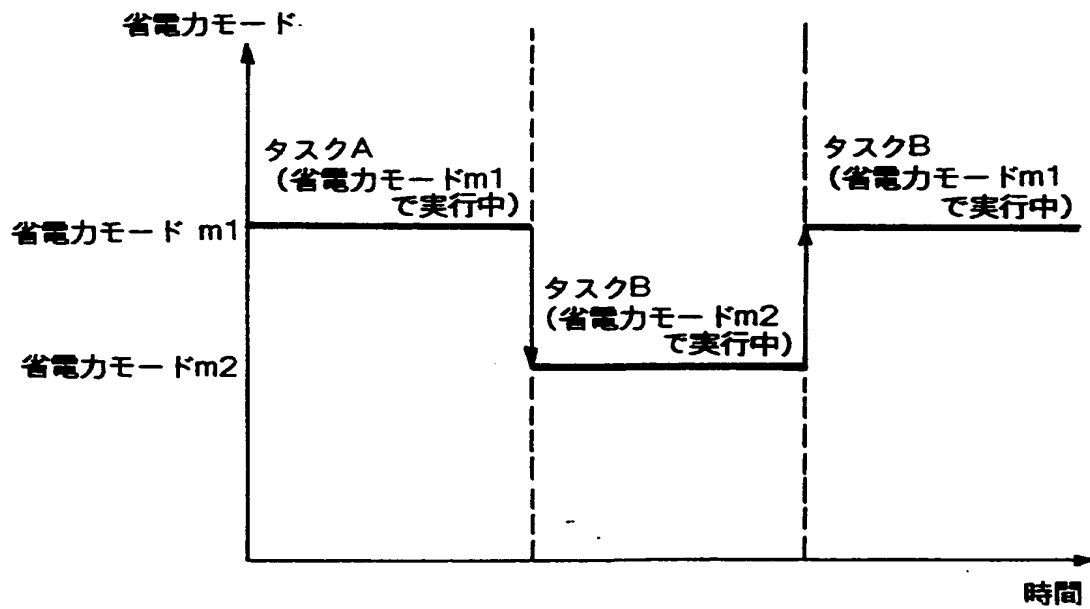 省電力モード
タスクA
(省電力モードm1
で実行中)
タスクB
(省電力モードm1
で実行中)
省電力モード m1
タスクB
(省電力モードm2
で実行中)
省電力モードm2
時間